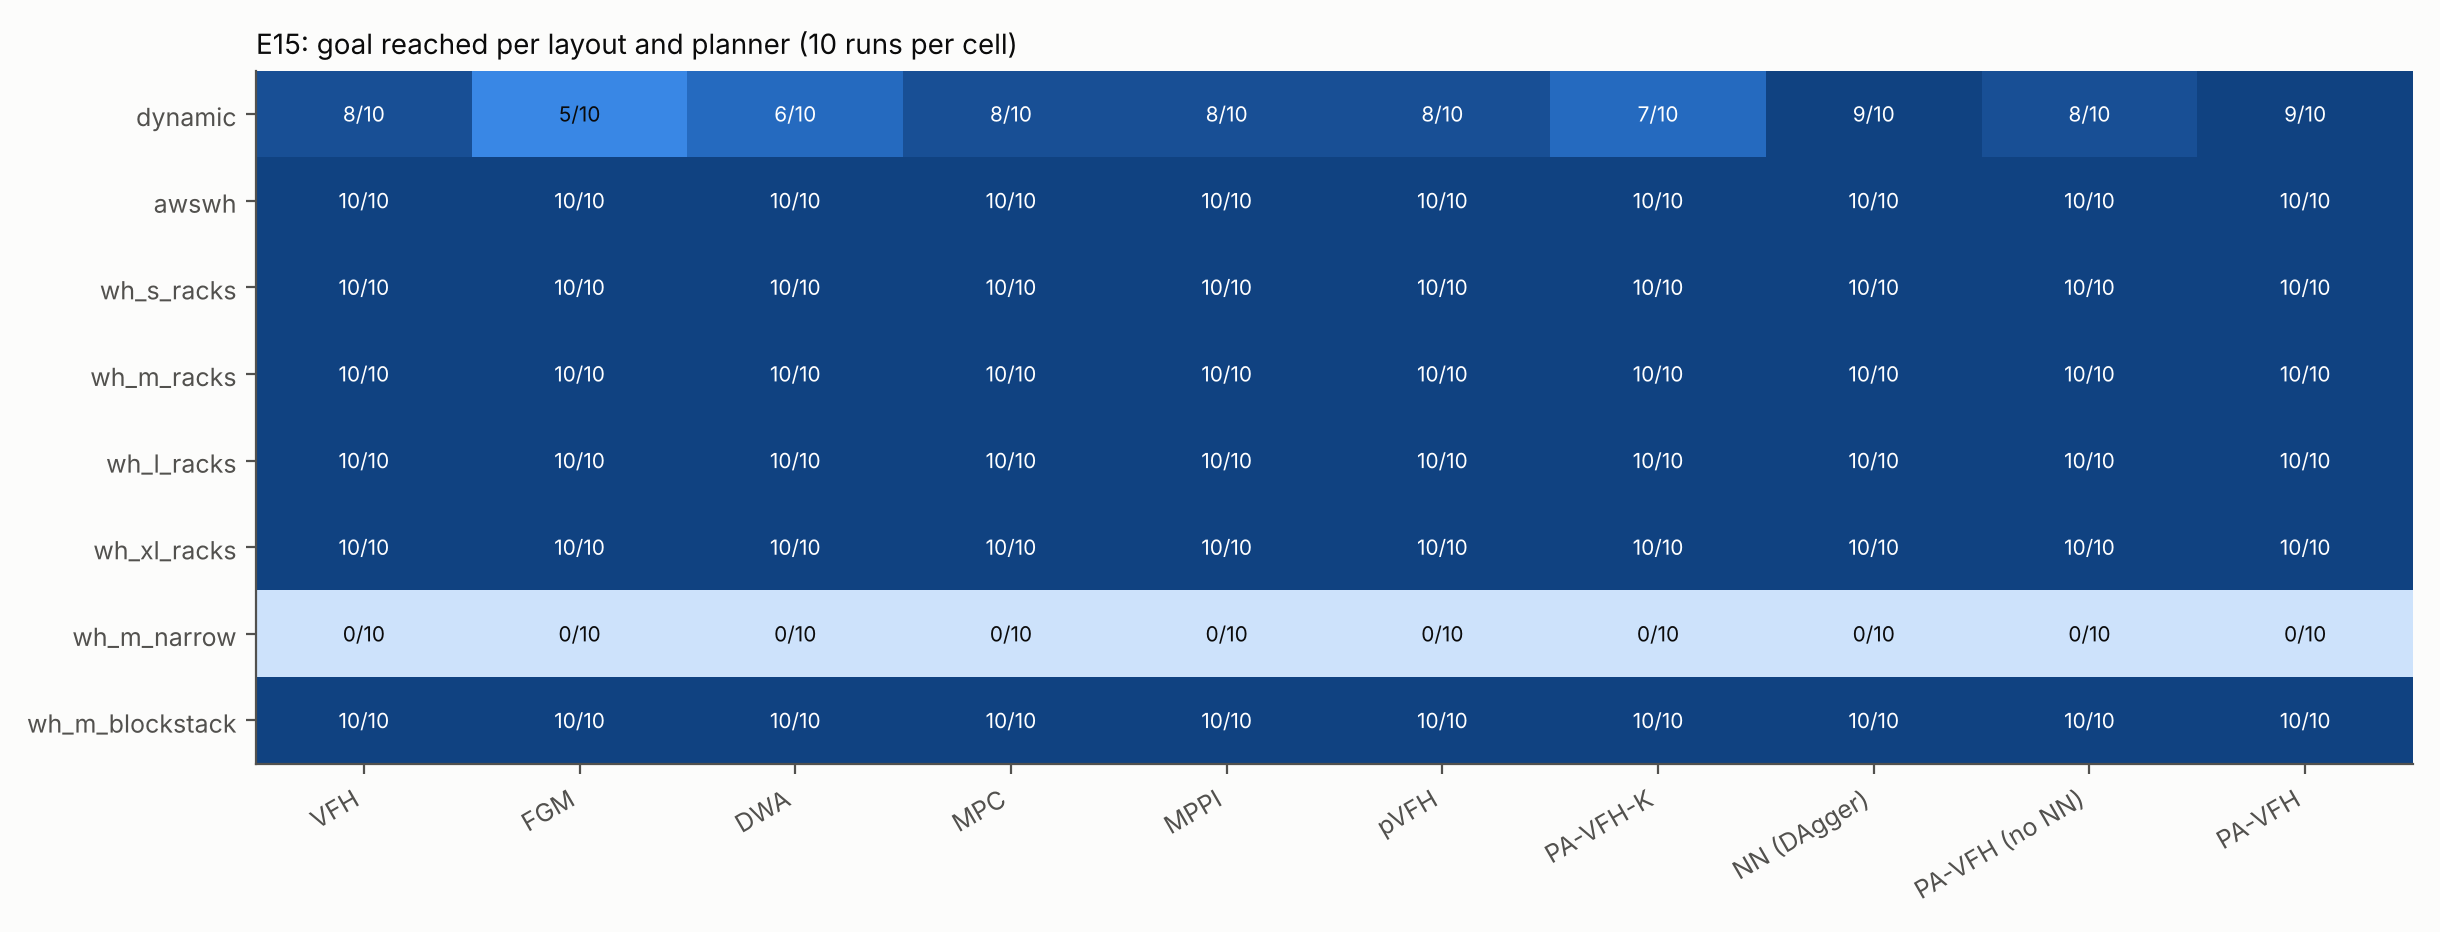 E15: goal reached per layout and planner (10 runs per cell)
dynamic 8/10 5/10 6/10 8/10 8/10 8/10 7/10 9/10 8/10 9/10
awswh 10/10 10/10 10/10 10/10 10/10 10/10 10/10 10/10 10/10 10/10
wh_s_racks 10/10 10/10 10/10 10/10 10/10 10/10 10/10 10/10 10/10 10/10
wh_m_racks 10/10 10/10 10/10 10/10 10/10 10/10 10/10 10/10 10/10 10/10
wh_l_racks 10/10 10/10 10/10 10/10 10/10 10/10 10/10 10/10 10/10 10/10
wh_xl_racks 10/10 10/10 10/10 10/10 10/10 10/10 10/10 10/10 10/10 10/10
wh_m_narrow 0/10 0/10 0/10 0/10 0/10 0/10 0/10 0/10 0/10 0/10
wh_m_blockstack 10/10 10/10 10/10 10/10 10/10 10/10 10/10 10/10 10/10 10/10
VFH FGM DWA MPC MPPI pVFH PA-VFH-K NN (DAgger) PA-VFH (no NN) PA-VFH